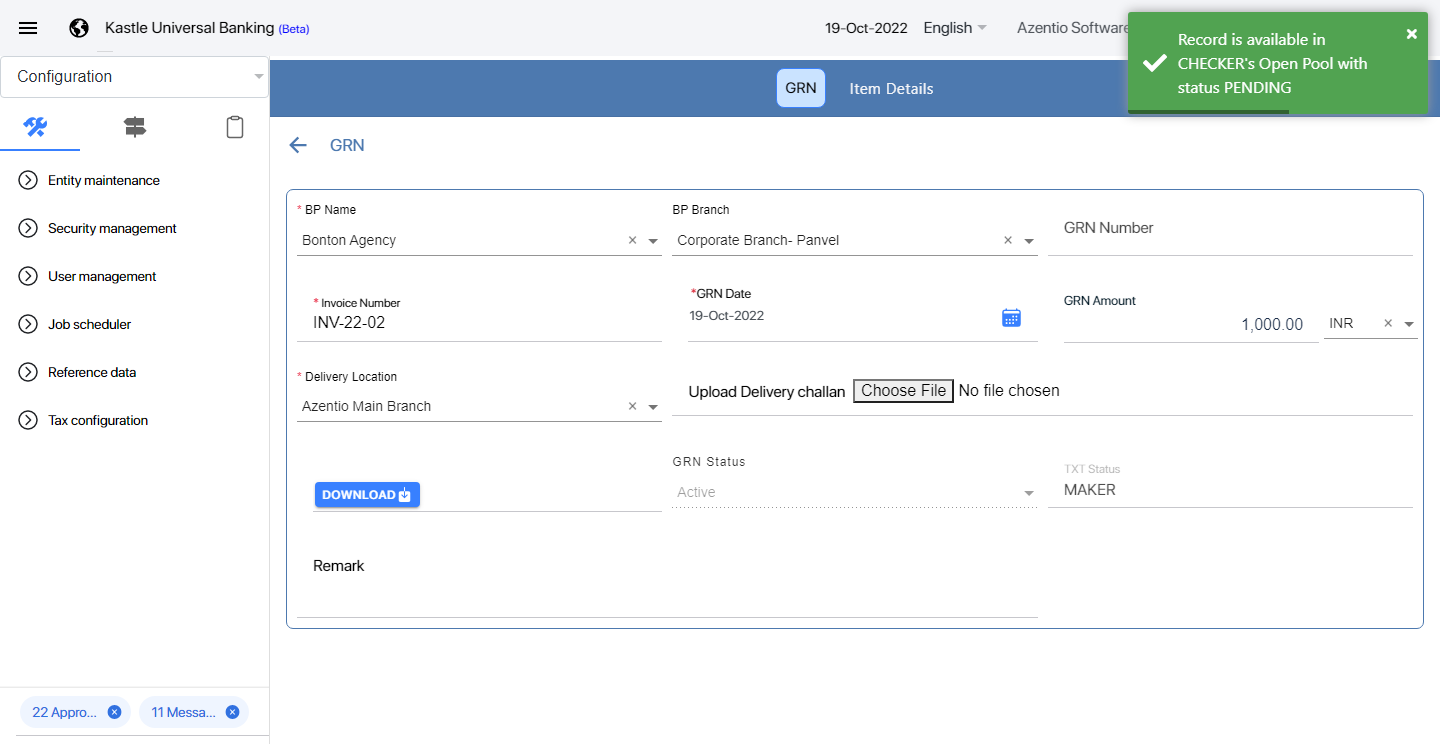 Kastle Universal Banking (Beta)
19-Oct-2022
English
Azentio Software
Record is available in
CHECKER's Open Pool with
status PENDING
Configuration
GRN
Item Details
Entity maintenance
Security management
User management
Job scheduler
Reference data
Tax configuration
22 Appro...
11 Messa...
GRN
* BP Name
Bonton Agency
BP Branch
Corporate Branch- Panvel
GRN Number
* Invoice Number
INV-22-02
*GRN Date
19-Oct-2022
GRN Amount
1,000.00
INR
* Delivery Location
Azentio Main Branch
Upload Delivery challan Choose File No file chosen
DOWNLOAD
GRN Status
Active
TXT Status
MAKER
Remark